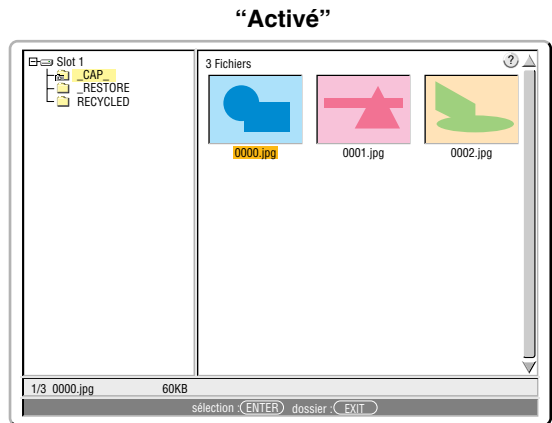 “Activé”
Slot 1
_CAP_
_RESTORE
RECYCLED
3 Fichiers
?
0000.jpg
0001.jpg
0002.jpg
1/3 0000.jpg 60KB
sélection :ENTER dossier :EXIT